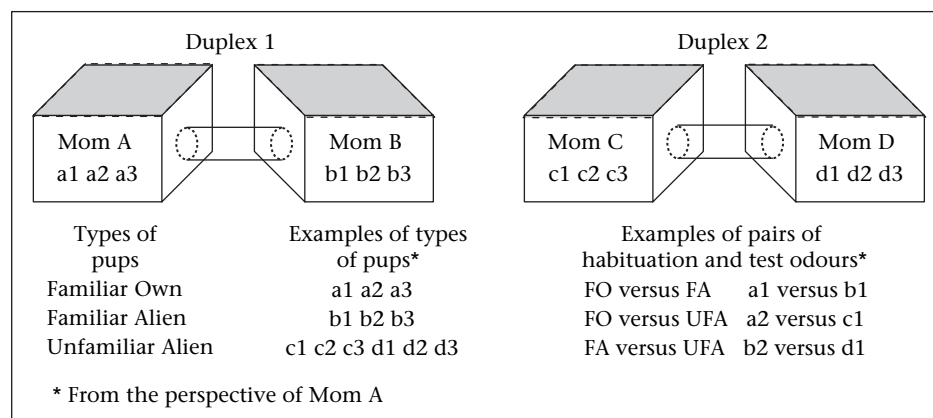 Duplex 1 Duplex 2
Mom A Mom B Mom C Mom D
a1 a2 a3 b1 b2 b3 c1 c2 c3 d1 d2 d3
Types of Examples of types Examples of pairs of
pups of pups* habituation and test odours*
Familiar Own a1 a2 a3 FO versus FA a1 versus b1
Familiar Alien b1 b2 b3 FO versus UFA a2 versus c1
Unfamiliar Alien c1 c2 c3 d1 d2 d3 FA versus UFA b2 versus d1
* From the perspective of Mom A